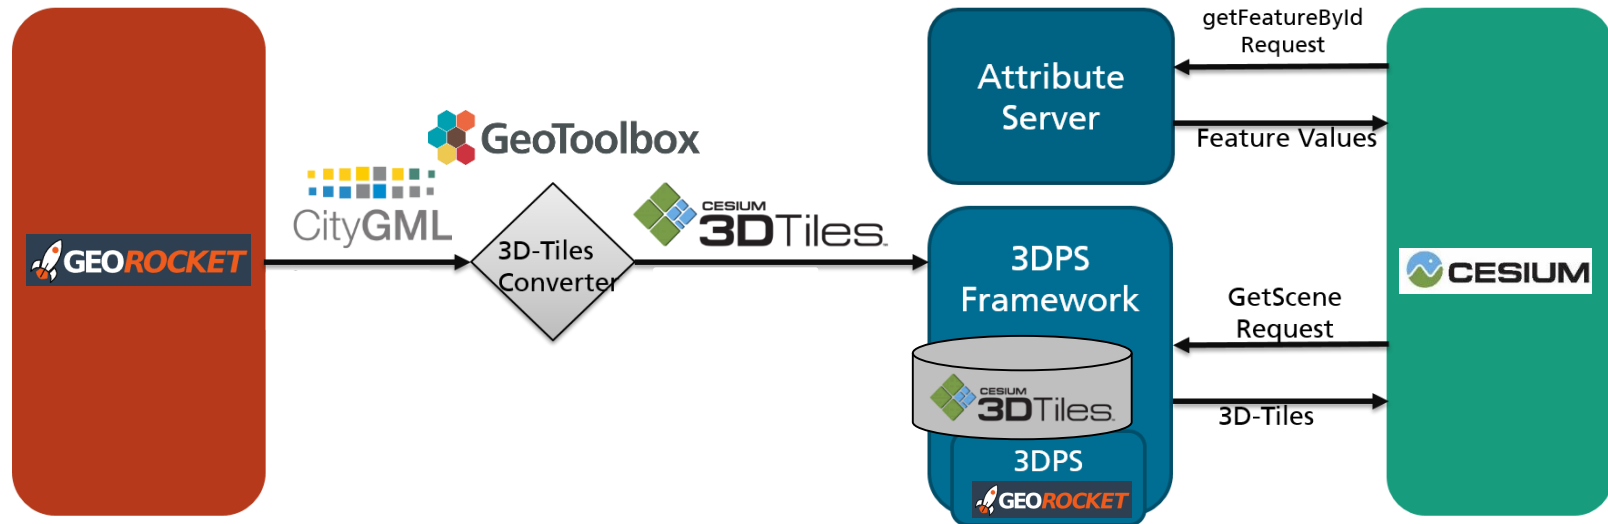 GEOROCKET
GeoToolbox
CityGML
3D-Tiles
Converter
CESIUM
3DTiles
Attribute
Server
3DPS
Framework
CESIUM
3DTiles
3DPS
GEOROCKET
getFeatureById
Request
Feature Values
GetScene
Request
3D-Tiles
CESIUM